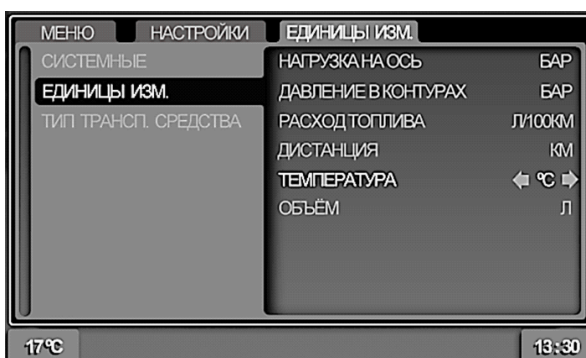 МЕНЮ НАСТРОЙКИ ЕДИНИЦЫ ИЗМ.
СИСТЕМНЫЕ
ЕДИНИЦЫ ИЗМ.
ТИП ТРАНСП. СРЕДСТВА
НАГРУЗКА НА ОСЬ БАР
ДАВЛЕНИЕ В КОНТУРАХ БАР
РАСХОД ТОПЛИВА Л/100КМ
ДИСТАНЦИЯ КМ
ТЕМПЕРАТУРА °C
ОБЪЁМ Л
17°C 13:30